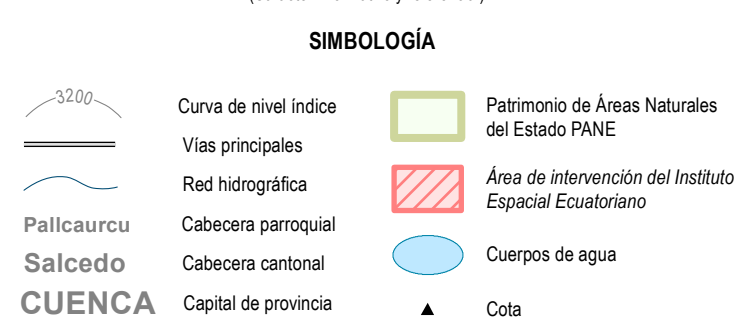 SIMBOLOGÍA
3200
Curva de nivel índice
Vías principales
Red hidrográfica
Pallcaurcu
Cabecera parroquial
Salcedo
Cabecera cantonal
CUENCA
Capital de provincia
Patrimonio de Áreas Naturales
del Estado PANE
Área de intervención del Instituto
Espacial Ecuatoriano
Cuerpos de agua
Cota